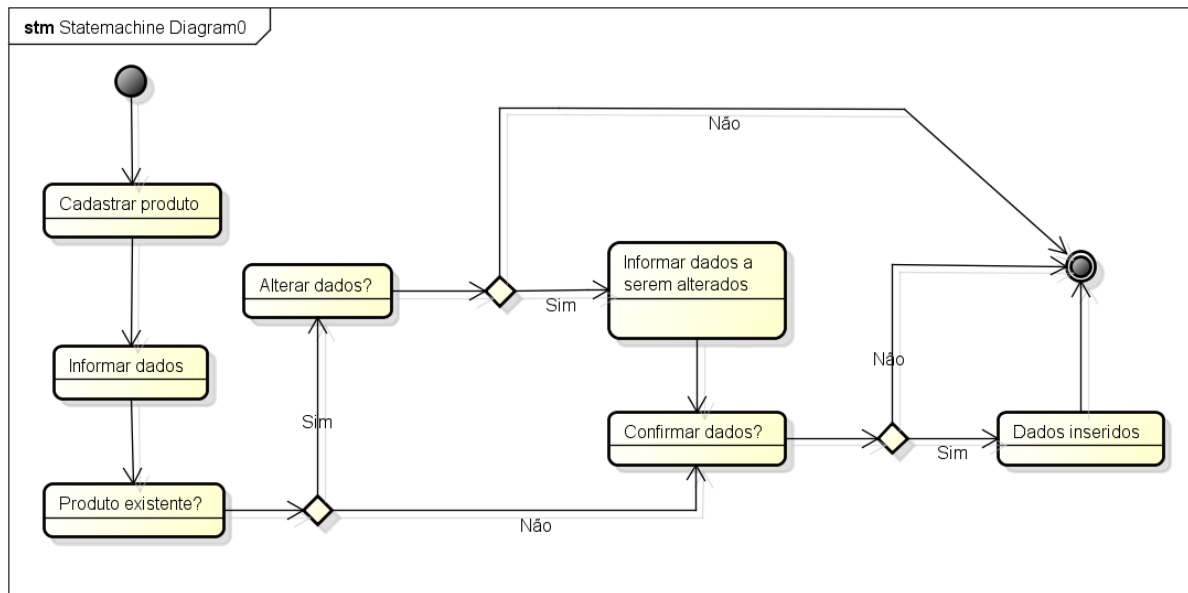 stm Statemachine Diagram0
Não
Cadastrar produto
Alterar dados?
Sim
Informar dados a
serem alterados
Informar dados
Não
Sim
Confirmar dados?
Sim
Dados inseridos
Produto existente?
Não